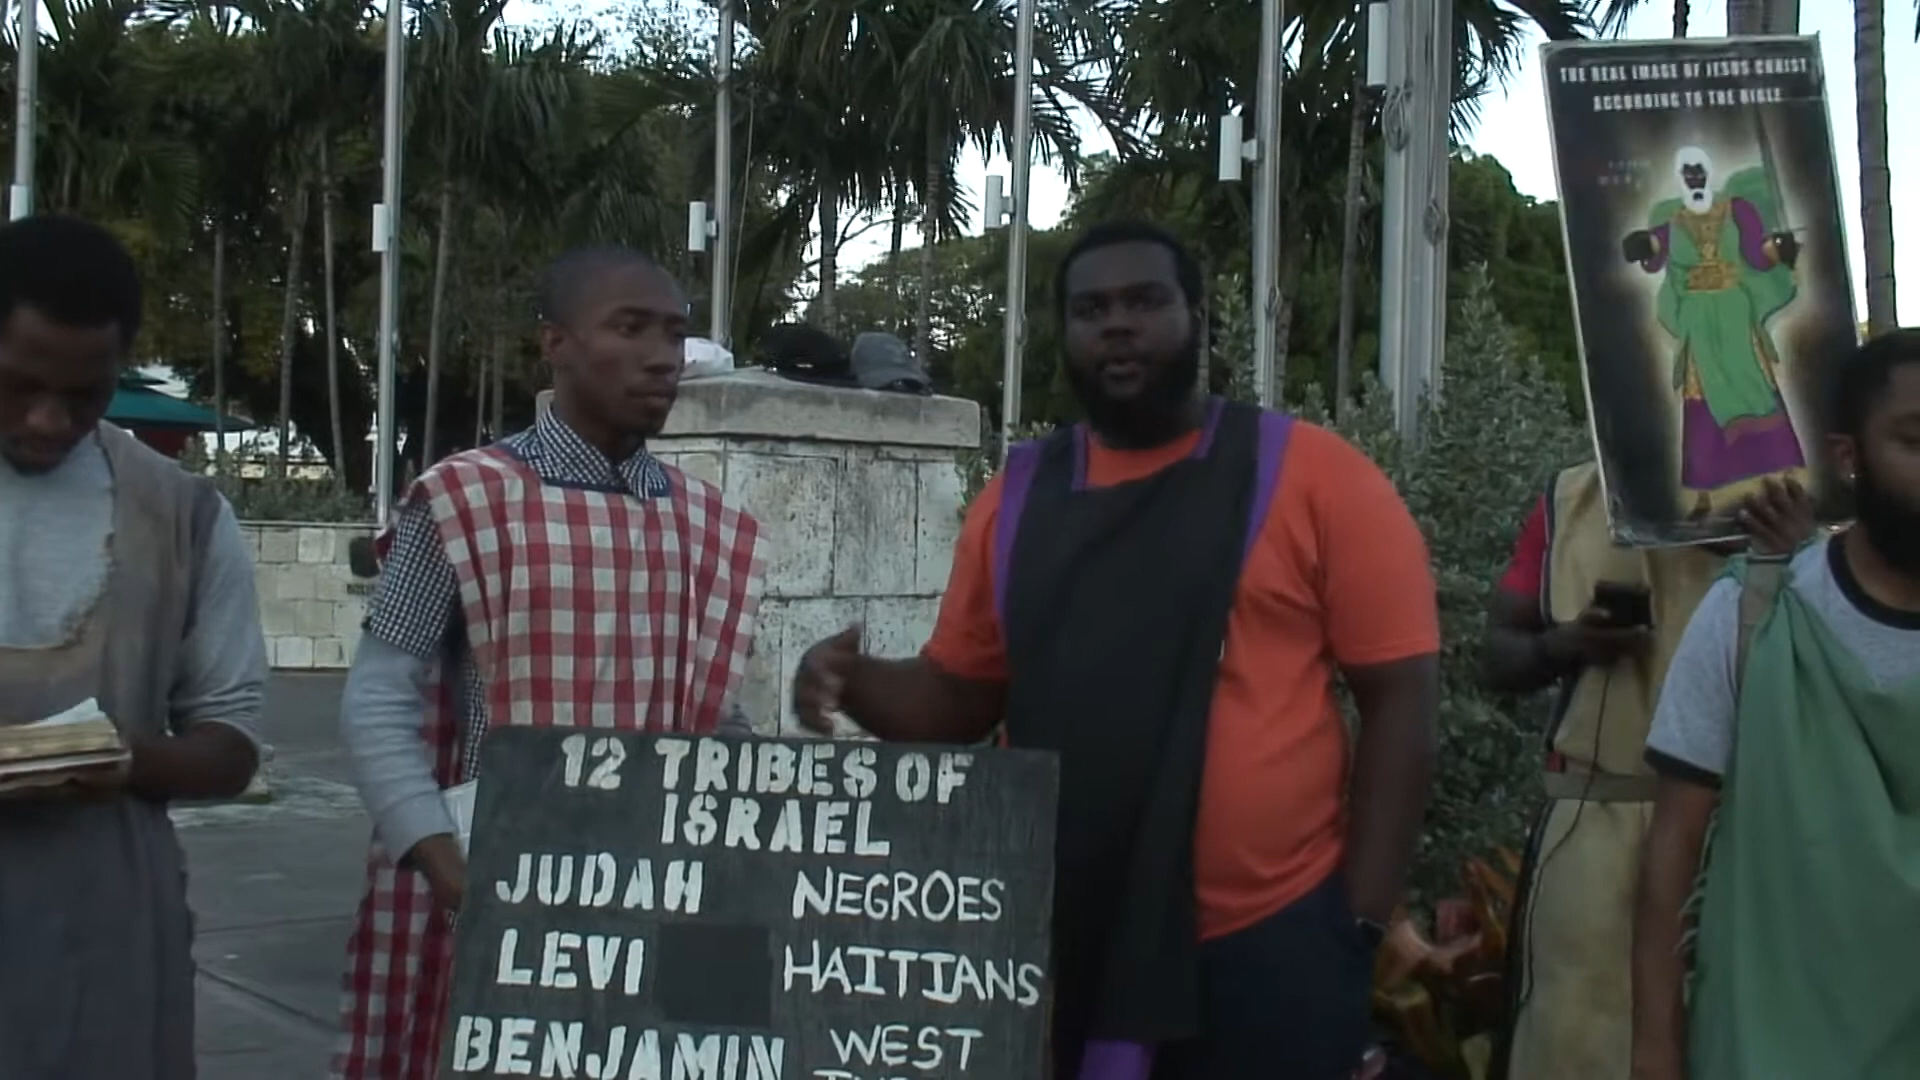 THE REAL IMAGE OF JESUS CHRIST
ACCORDING TO THE BIBLE
12 TRIBES OF
ISRAEL
JUDAH NEGROES
LEVI HAITIANS
BENJAMIN WEST